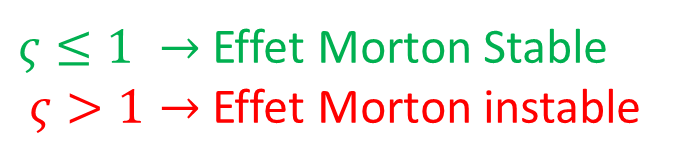 ς ≤ 1 → Effet Morton Stable
ς > 1 → Effet Morton instable